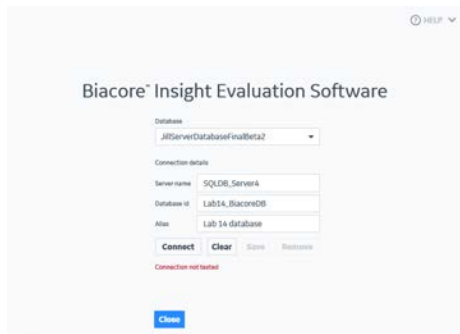 HELP
Biacore™ Insight Evaluation Software
Database
JillServerDatabaseFinalBeta2
Connection details
Server name SQLDB_Server4
Database id Lab14_BiacoreDB
Alias Lab 14 database
Connect Clear Save Remove
Connection not tested
Close